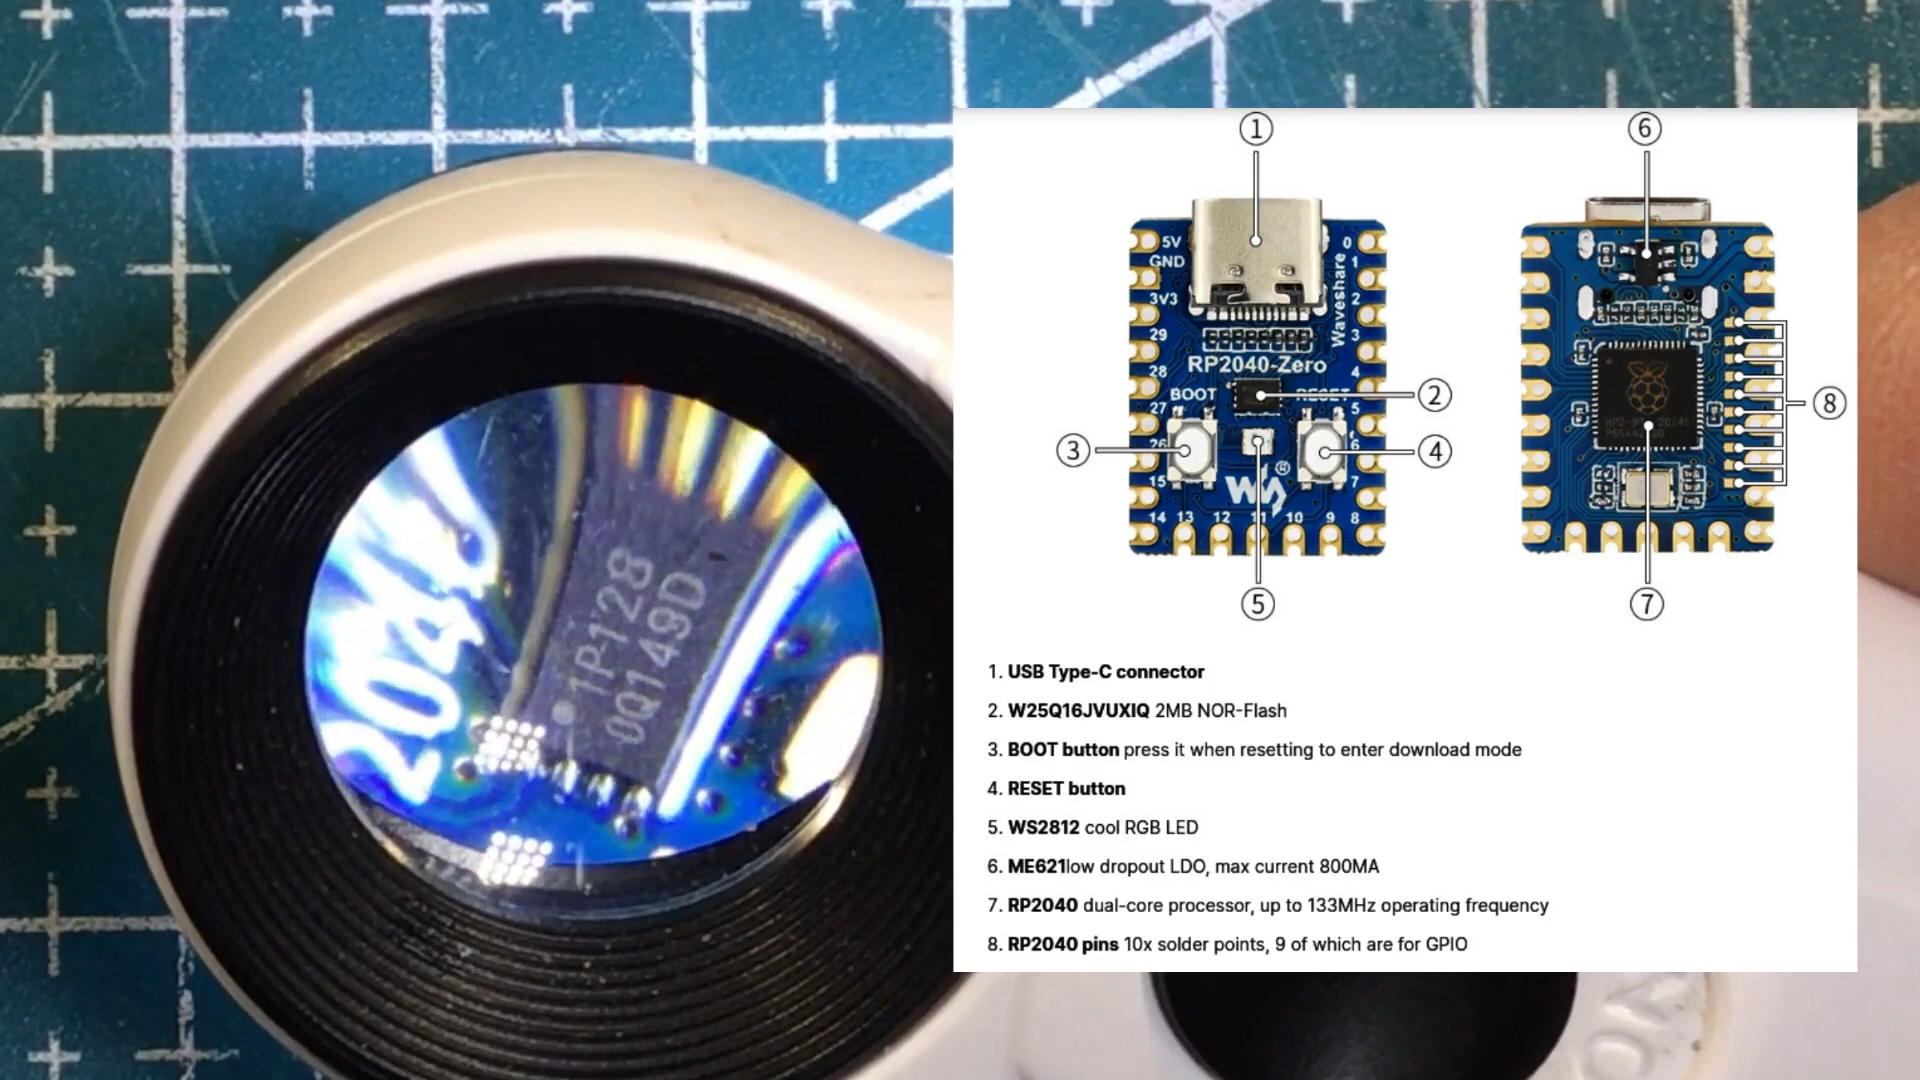 204
1P128
0Q149D
①
⑥
5V
0
GND
1
3V3
2
29
3
28
4
27
5
26
6
15
7
14
13
12
11
10
9
8
Waveshare
RP2040-Zero
BOOT
RESET
WS
®
②
③
④
⑤
⑦
⑧
1. USB Type-C connector
2. W25Q16JVUXIQ 2MB NOR-Flash
3. BOOT button press it when resetting to enter download mode
4. RESET button
5. WS2812 cool RGB LED
6. ME621low dropout LDO, max current 800MA
7. RP2040 dual-core processor, up to 133MHz operating frequency
8. RP2040 pins 10x solder points, 9 of which are for GPIO